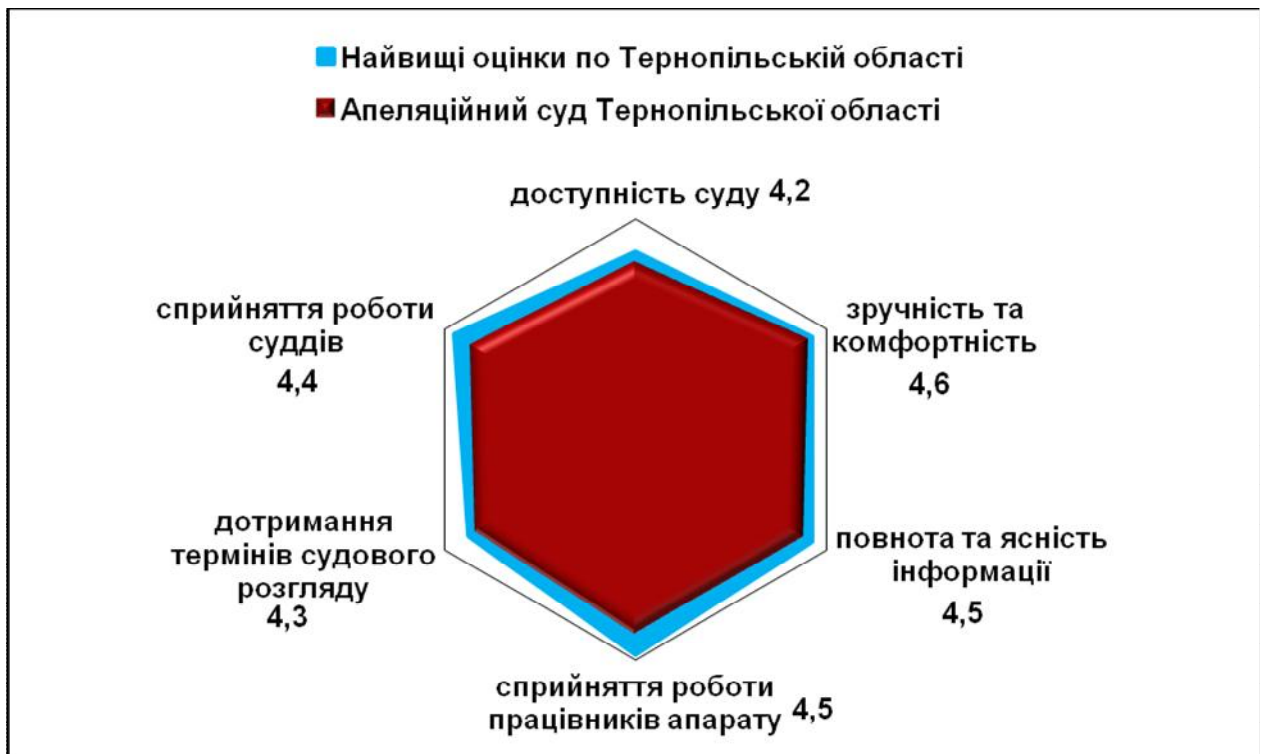 Найвищі оцінки по Тернопільській області
Апеляційний суд Тернопільської області
доступність суду 4,2
зручність та
комфортність
4,6
повнота та ясність
інформації
4,5
сприйняття роботи
працівників апарату 4,5
дотримання
термінів судового
розгляду
4,3
сприйняття роботи
суддів
4,4